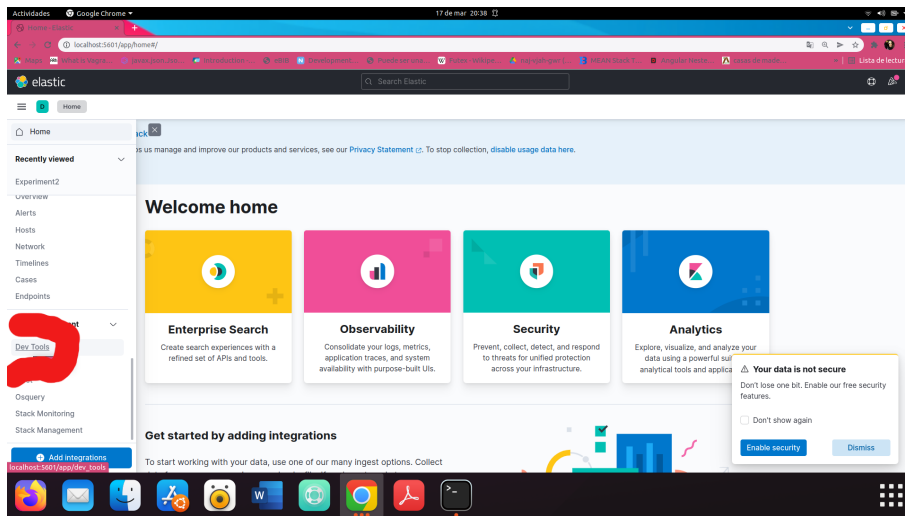 Actividades
Google Chrome
17 de mar 20:38
Home - Elastic
localhost:5601/app/home#/
Maps
Development...
MEAN Stack T...
Lista de lectur
elastic
Search Elastic
D
Home
Home
Recently viewed
Experiment2
Overview
Alerts
Hosts
Network
Timelines
Cases
Endpoints
Dev Tools
Osquery
Stack Monitoring
Stack Management
Add integrations
localhost:5601/app/dev_tools
us manage and improve our products and services, see our Privacy Statement. To stop collection, disable usage data here.
Welcome home
Enterprise Search
Create search experiences with a
refined set of APIs and tools.
Observability
Consolidate your logs, metrics,
application traces, and system
availability with purpose-built UIs.
Security
Prevent, collect, detect, and respond
to threats for unified protection
across your infrastructure.
Analytics
Explore, visualize, and analyze your
data using a powerful
analytical tools and
Your data is not secure
Don't lose one bit. Enable our free security
features.
Don't show again
Enable security
Dismiss
Get started by adding integrations
To start working with your data, use one of our many ingest options. Collect
W
>_